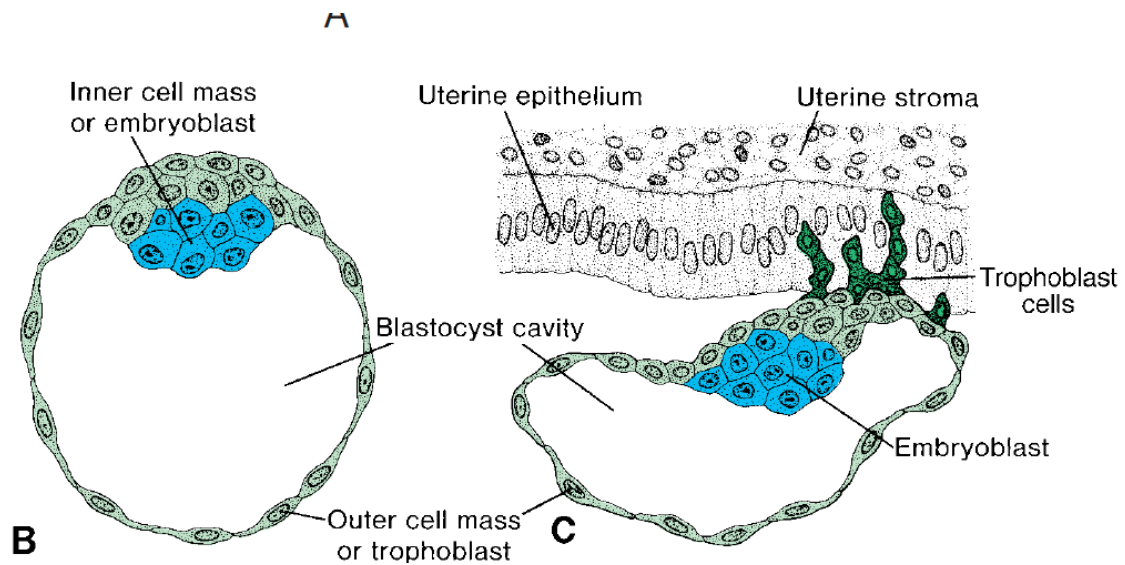 A
Inner cell mass
or embryoblast
Uterine epithelium
Uterine stroma
Trophoblast
cells
Blastocyst cavity
Embryoblast
Outer cell mass
or trophoblast
B
C